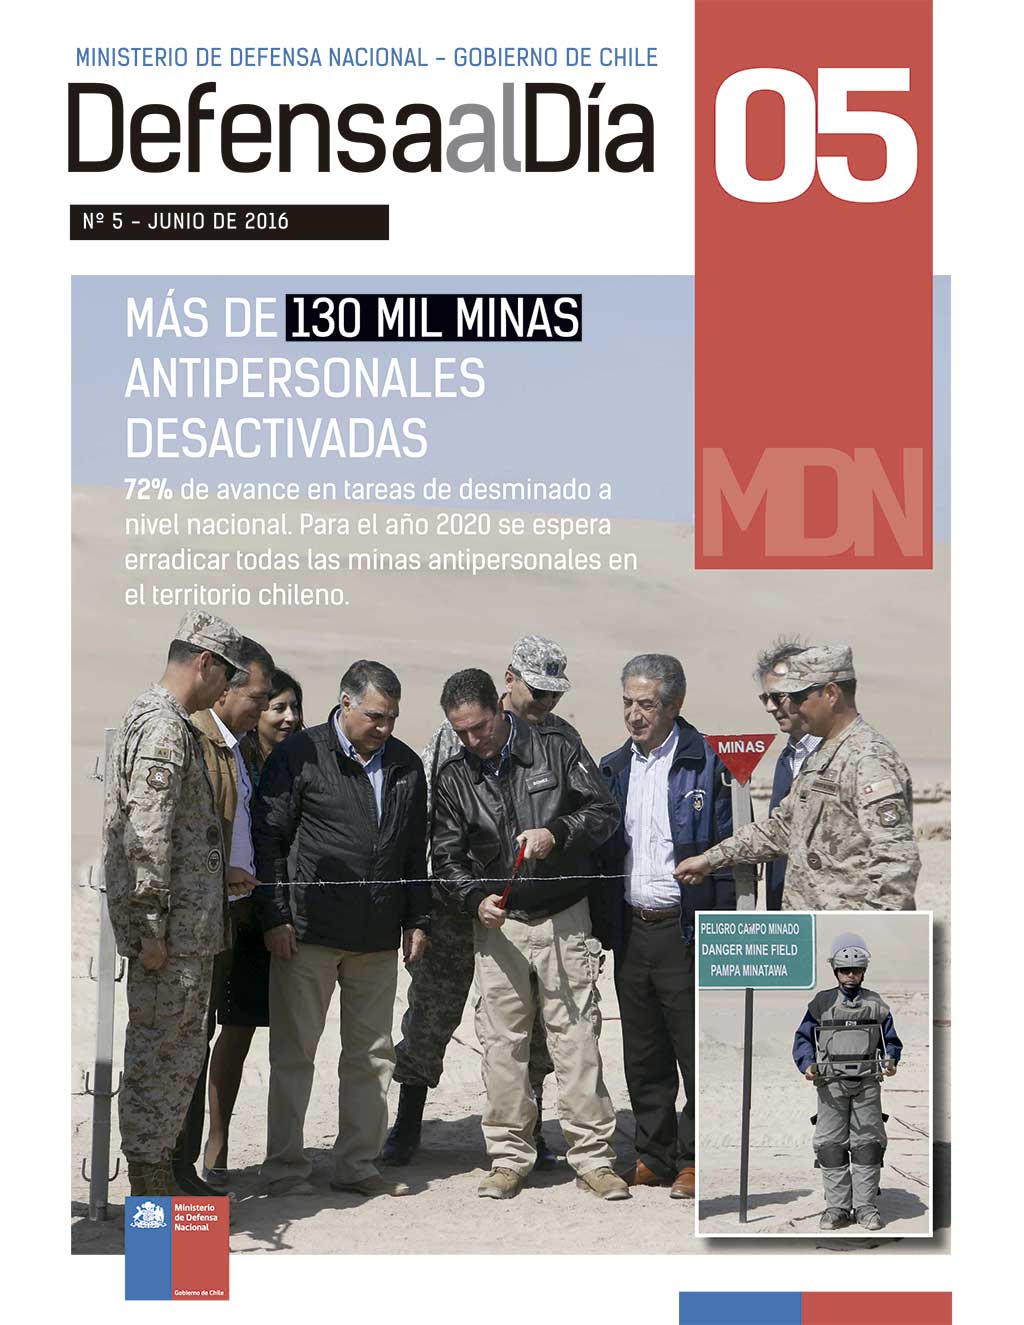 MINISTERIO DE DEFENSA NACIONAL – GOBIERNO DE CHILE
DefensaalDía
05
Nº 5 – JUNIO DE 2016
MÁS DE 130 MIL MINAS
ANTIPERSONALES
DESACTIVADAS
72% de avance en tareas de desminado a
nivel nacional. Para el año 2020 se espera
erradicar todas las minas antipersonales en
el territorio chileno.
MDN
MIÑAS
PELIGRO CAMPO MINADO
DANGER MINE FIELD
PAMPA MINATAWA
Ministerio
de Defensa
Nacional
Gobierno de Chile